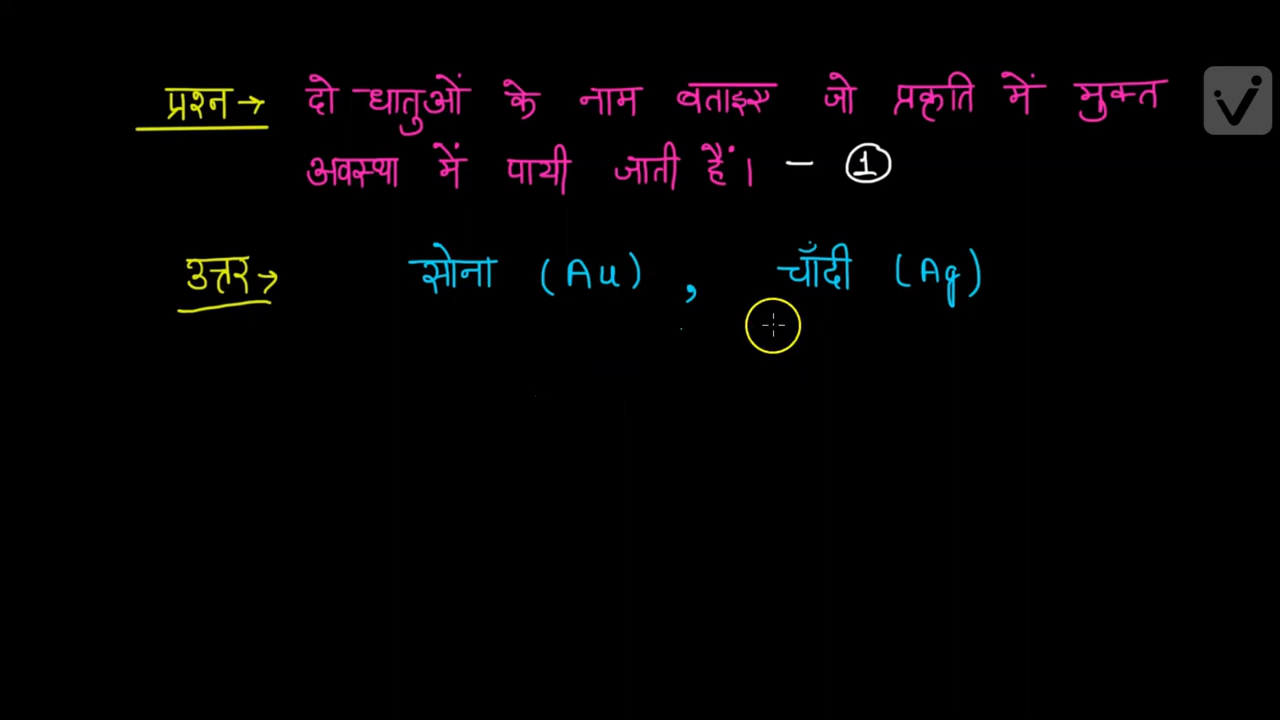 प्रश्न→ दो धातुओं के नाम बताइए जो प्रकृति में मुक्त
अवस्था में पायी जाती हैं। - 1
उत्तर→ सोना (Au) , चाँदी (Ag)